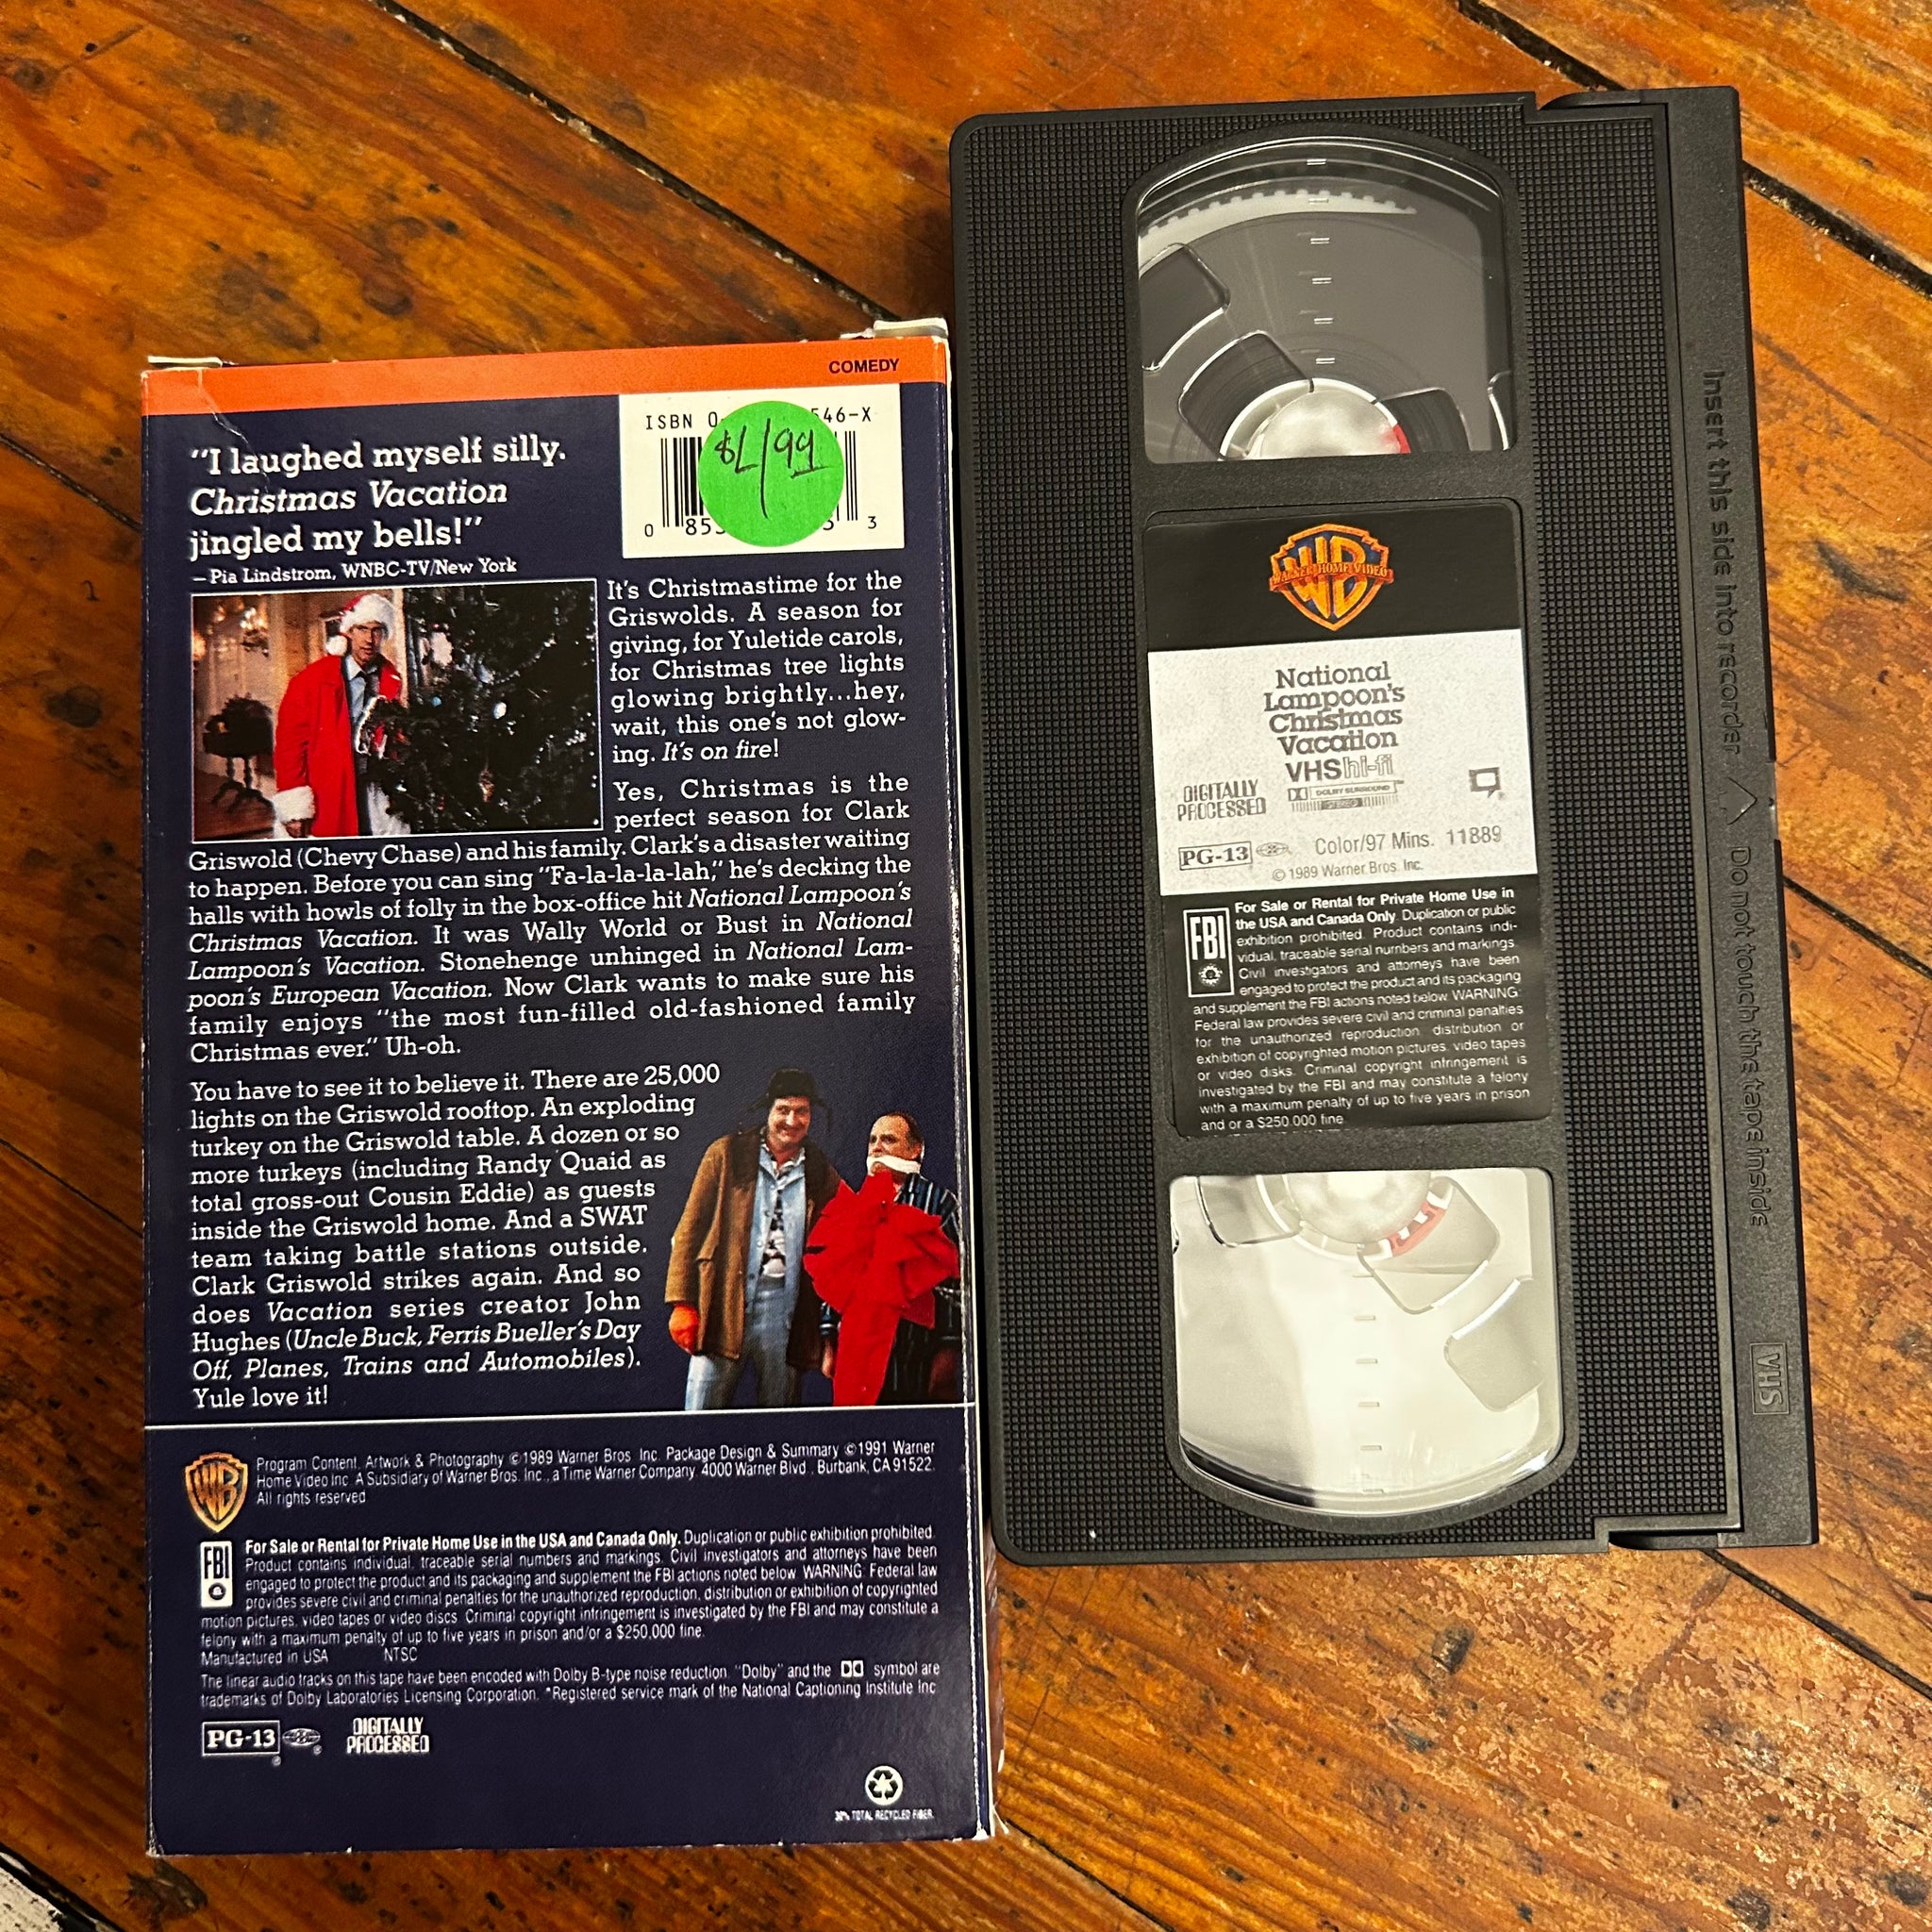 COMEDY
ISBN 0 546-X
$1/99
0 85 3
"I laughed myself silly.
Christmas Vacation
jingled my bells!"
—Pia Lindstrom, WNBC-TV/New York
It's Christmastime for the
Griswolds. A season for
giving, for Yuletide carols,
for Christmas tree lights
glowing brightly...hey,
wait, this one's not glow-
ing. It's on fire!
Yes, Christmas is the
perfect season for Clark
Griswold (Chevy Chase) and his family. Clark's a disaster waiting
to happen. Before you can sing "Fa-la-la-la-lah," he's decking the
halls with howls of folly in the box-office hit National Lampoon's
Christmas Vacation. It was Wally World or Bust in National
Lampoon's Vacation. Stonehenge unhinged in National Lam-
poon's European Vacation. Now Clark wants to make sure his
family enjoys "the most fun-filled old-fashioned family
Christmas ever." Uh-oh.
You have to see it to believe it. There are 25,000
lights on the Griswold rooftop. An exploding
turkey on the Griswold table. A dozen or so
more turkeys (including Randy Quaid as
total gross-out Cousin Eddie) as guests
inside the Griswold home. And a SWAT
team taking battle stations outside.
Clark Griswold strikes again. And so
does Vacation series creator John
Hughes (Uncle Buck, Ferris Bueller's Day
Off, Planes, Trains and Automobiles).
Yule love it!
WB
Program Content, Artwork & Photography ©1989 Warner Bros. Inc. Package Design & Summary ©1991 Warner
Home Video Inc. A Subsidiary of Warner Bros. Inc., a Time Warner Company. 4000 Warner Blvd., Burbank, CA 91522.
All rights reserved.
FBI
For Sale or Rental for Private Home Use in the USA and Canada Only. Duplication or public exhibition prohibited.
Product contains individual, traceable serial numbers and markings. Civil investigators and attorneys have been
engaged to protect the product and its packaging and supplement the FBI actions noted below. WARNING: Federal law
provides severe civil and criminal penalties for the unauthorized reproduction, distribution or exhibition of copyrighted
motion pictures, video tapes or video discs. Criminal copyright infringement is investigated by the FBI and may constitute a
felony with a maximum penalty of up to five years in prison and/or a $250,000 fine.
Manufactured in USA NTSC
The linear audio tracks on this tape have been encoded with Dolby B-type noise reduction. "Dolby" and the symbol are
trademarks of Dolby Laboratories Licensing Corporation. *Registered service mark of the National Captioning Institute Inc
PG-13
DIGITALLY
PROCESSED
30% TOTAL RECYCLED FIBER
WB
WARNER HOME VIDEO
National
Lampoon's
Christmas
Vacation
VHS hi-fi
DOLBY SURROUND
STEREO
DIGITALLY
PROCESSED
PG-13 Color/97 Mins. 11889
© 1989 Warner Bros. Inc.
FBI
For Sale or Rental for Private Home Use in
the USA and Canada Only. Duplication or public
exhibition prohibited. Product contains indi-
vidual, traceable serial numbers and markings.
Civil investigators and attorneys have been
engaged to protect the product and its packaging
and supplement the FBI actions noted below. WARNING:
Federal law provides severe civil and criminal penalties
for the unauthorized reproduction, distribution or
exhibition of copyrighted motion pictures, video tapes
or video disks. Criminal copyright infringement is
investigated by the FBI and may constitute a felony
with a maximum penalty of up to five years in prison
and or a $250,000 fine.
Insert this side into recorder
Do not touch the tape inside
VHS